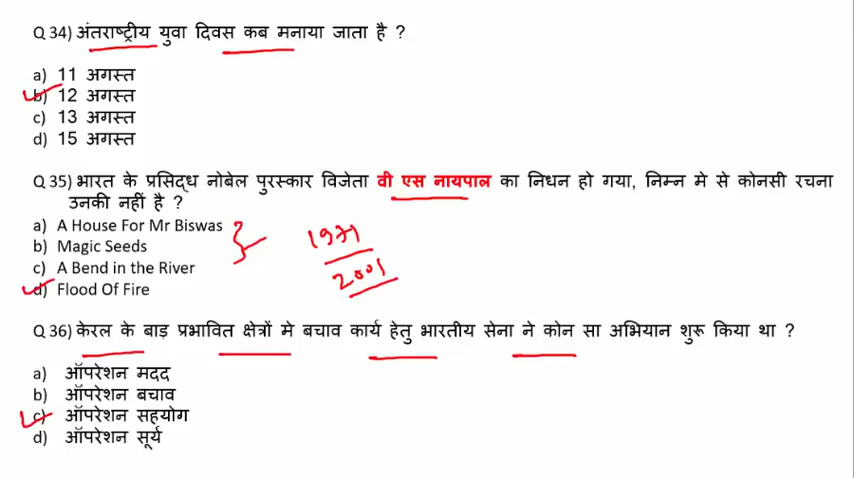 Q 34) अंतराष्ट्रीय युवा दिवस कब मनाया जाता है ?
a) 11 अगस्त
b) 12 अगस्त
c) 13 अगस्त
d) 15 अगस्त
Q 35) भारत के प्रसिद्ध नोबेल पुरस्कार विजेता वी एस नायपाल का निधन हो गया, निम्न मे से कोनसी रचना
उनकी नहीं है ?
a) A House For Mr Biswas
b) Magic Seeds
c) A Bend in the River
d) Flood Of Fire
1971
2001
Q 36) केरल के बाड़ प्रभावित क्षेत्रों मे बचाव कार्य हेतु भारतीय सेना ने कोन सा अभियान शुरू किया था ?
a) ऑपरेशन मदद
b) ऑपरेशन बचाव
c) ऑपरेशन सहयोग
d) ऑपरेशन सूर्य